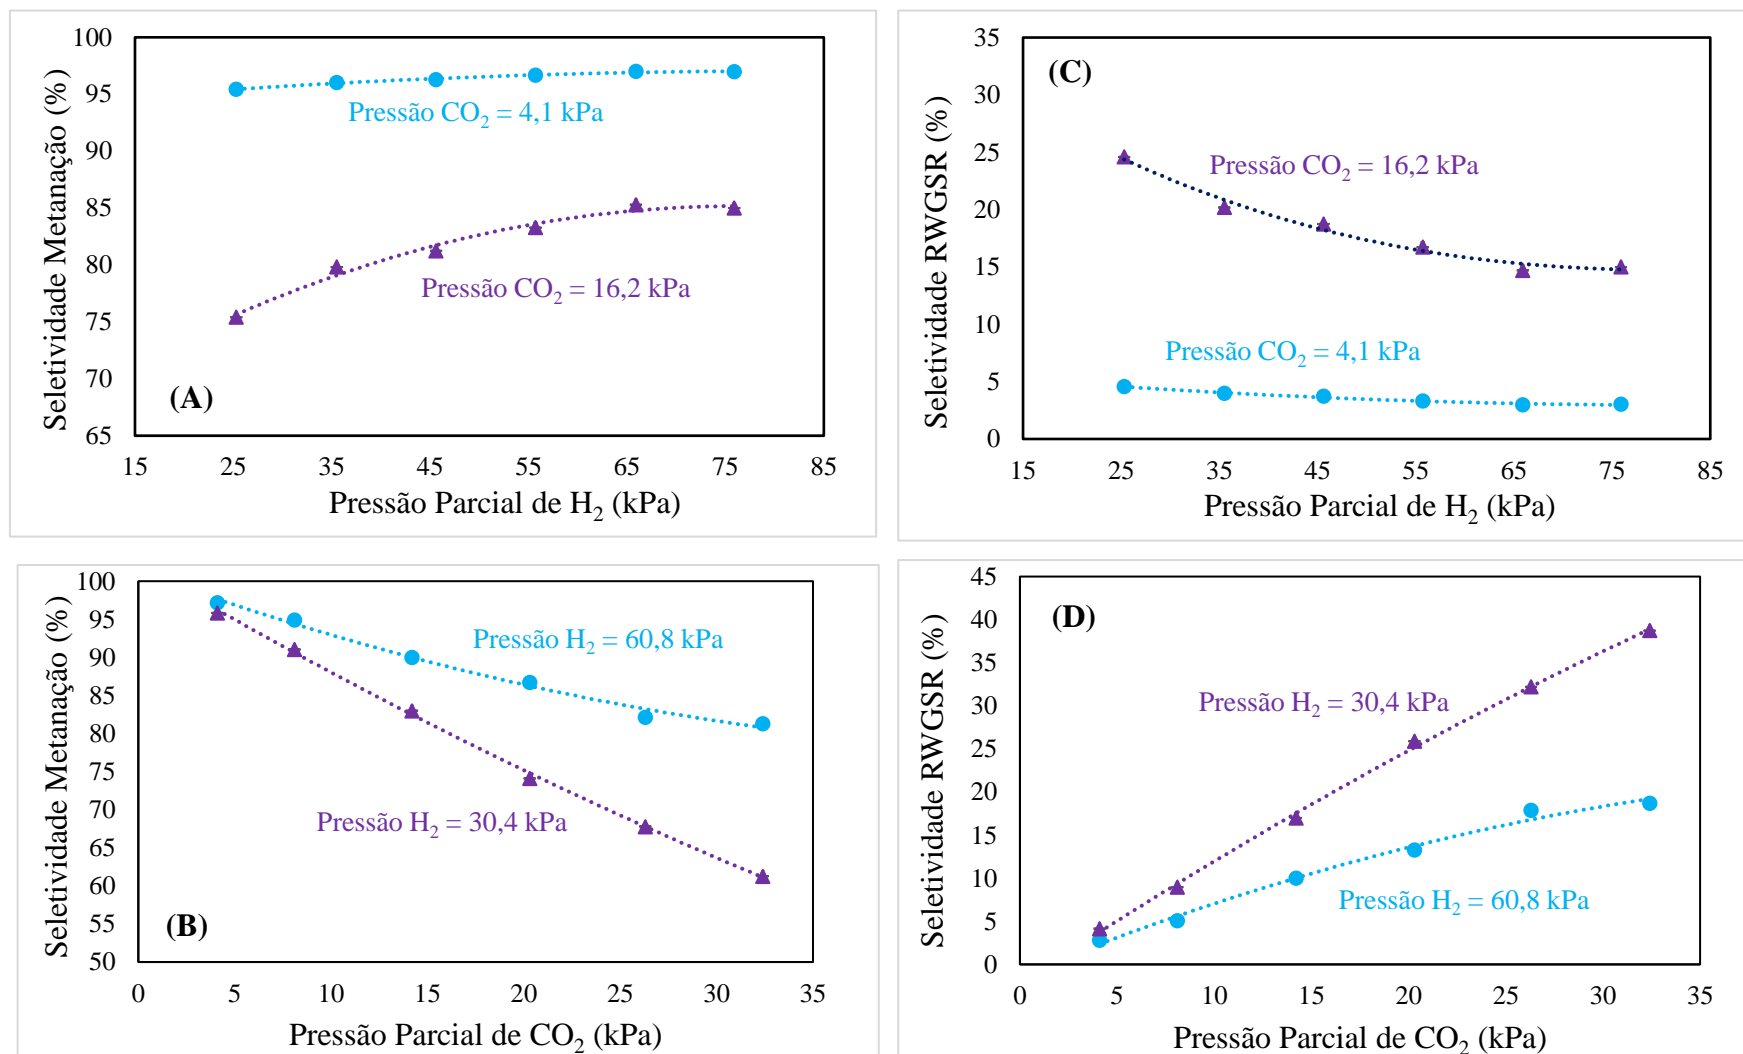 100
95
90
85
80
75
70
65
15 25 35 45 55 65 75 85
Seletividade Metanação (%)
Pressão Parcial de H₂ (kPa)
Pressão CO₂ = 4,1 kPa
Pressão CO₂ = 16,2 kPa
(A)
35
30
25
20
15
10
5
0
15 25 35 45 55 65 75 85
Seletividade RWGSR (%)
Pressão Parcial de H₂ (kPa)
(C)
Pressão CO₂ = 16,2 kPa
Pressão CO₂ = 4,1 kPa
100
95
90
85
80
75
70
65
60
55
50
0 5 10 15 20 25 30 35
Seletividade Metanação (%)
Pressão Parcial de CO₂ (kPa)
Pressão H₂ = 60,8 kPa
Pressão H₂ = 30,4 kPa
(B)
45
40
35
30
25
20
15
10
5
0
0 5 10 15 20 25 30 35
Seletividade RWGSR (%)
Pressão Parcial de CO₂ (kPa)
(D)
Pressão H₂ = 30,4 kPa
Pressão H₂ = 60,8 kPa